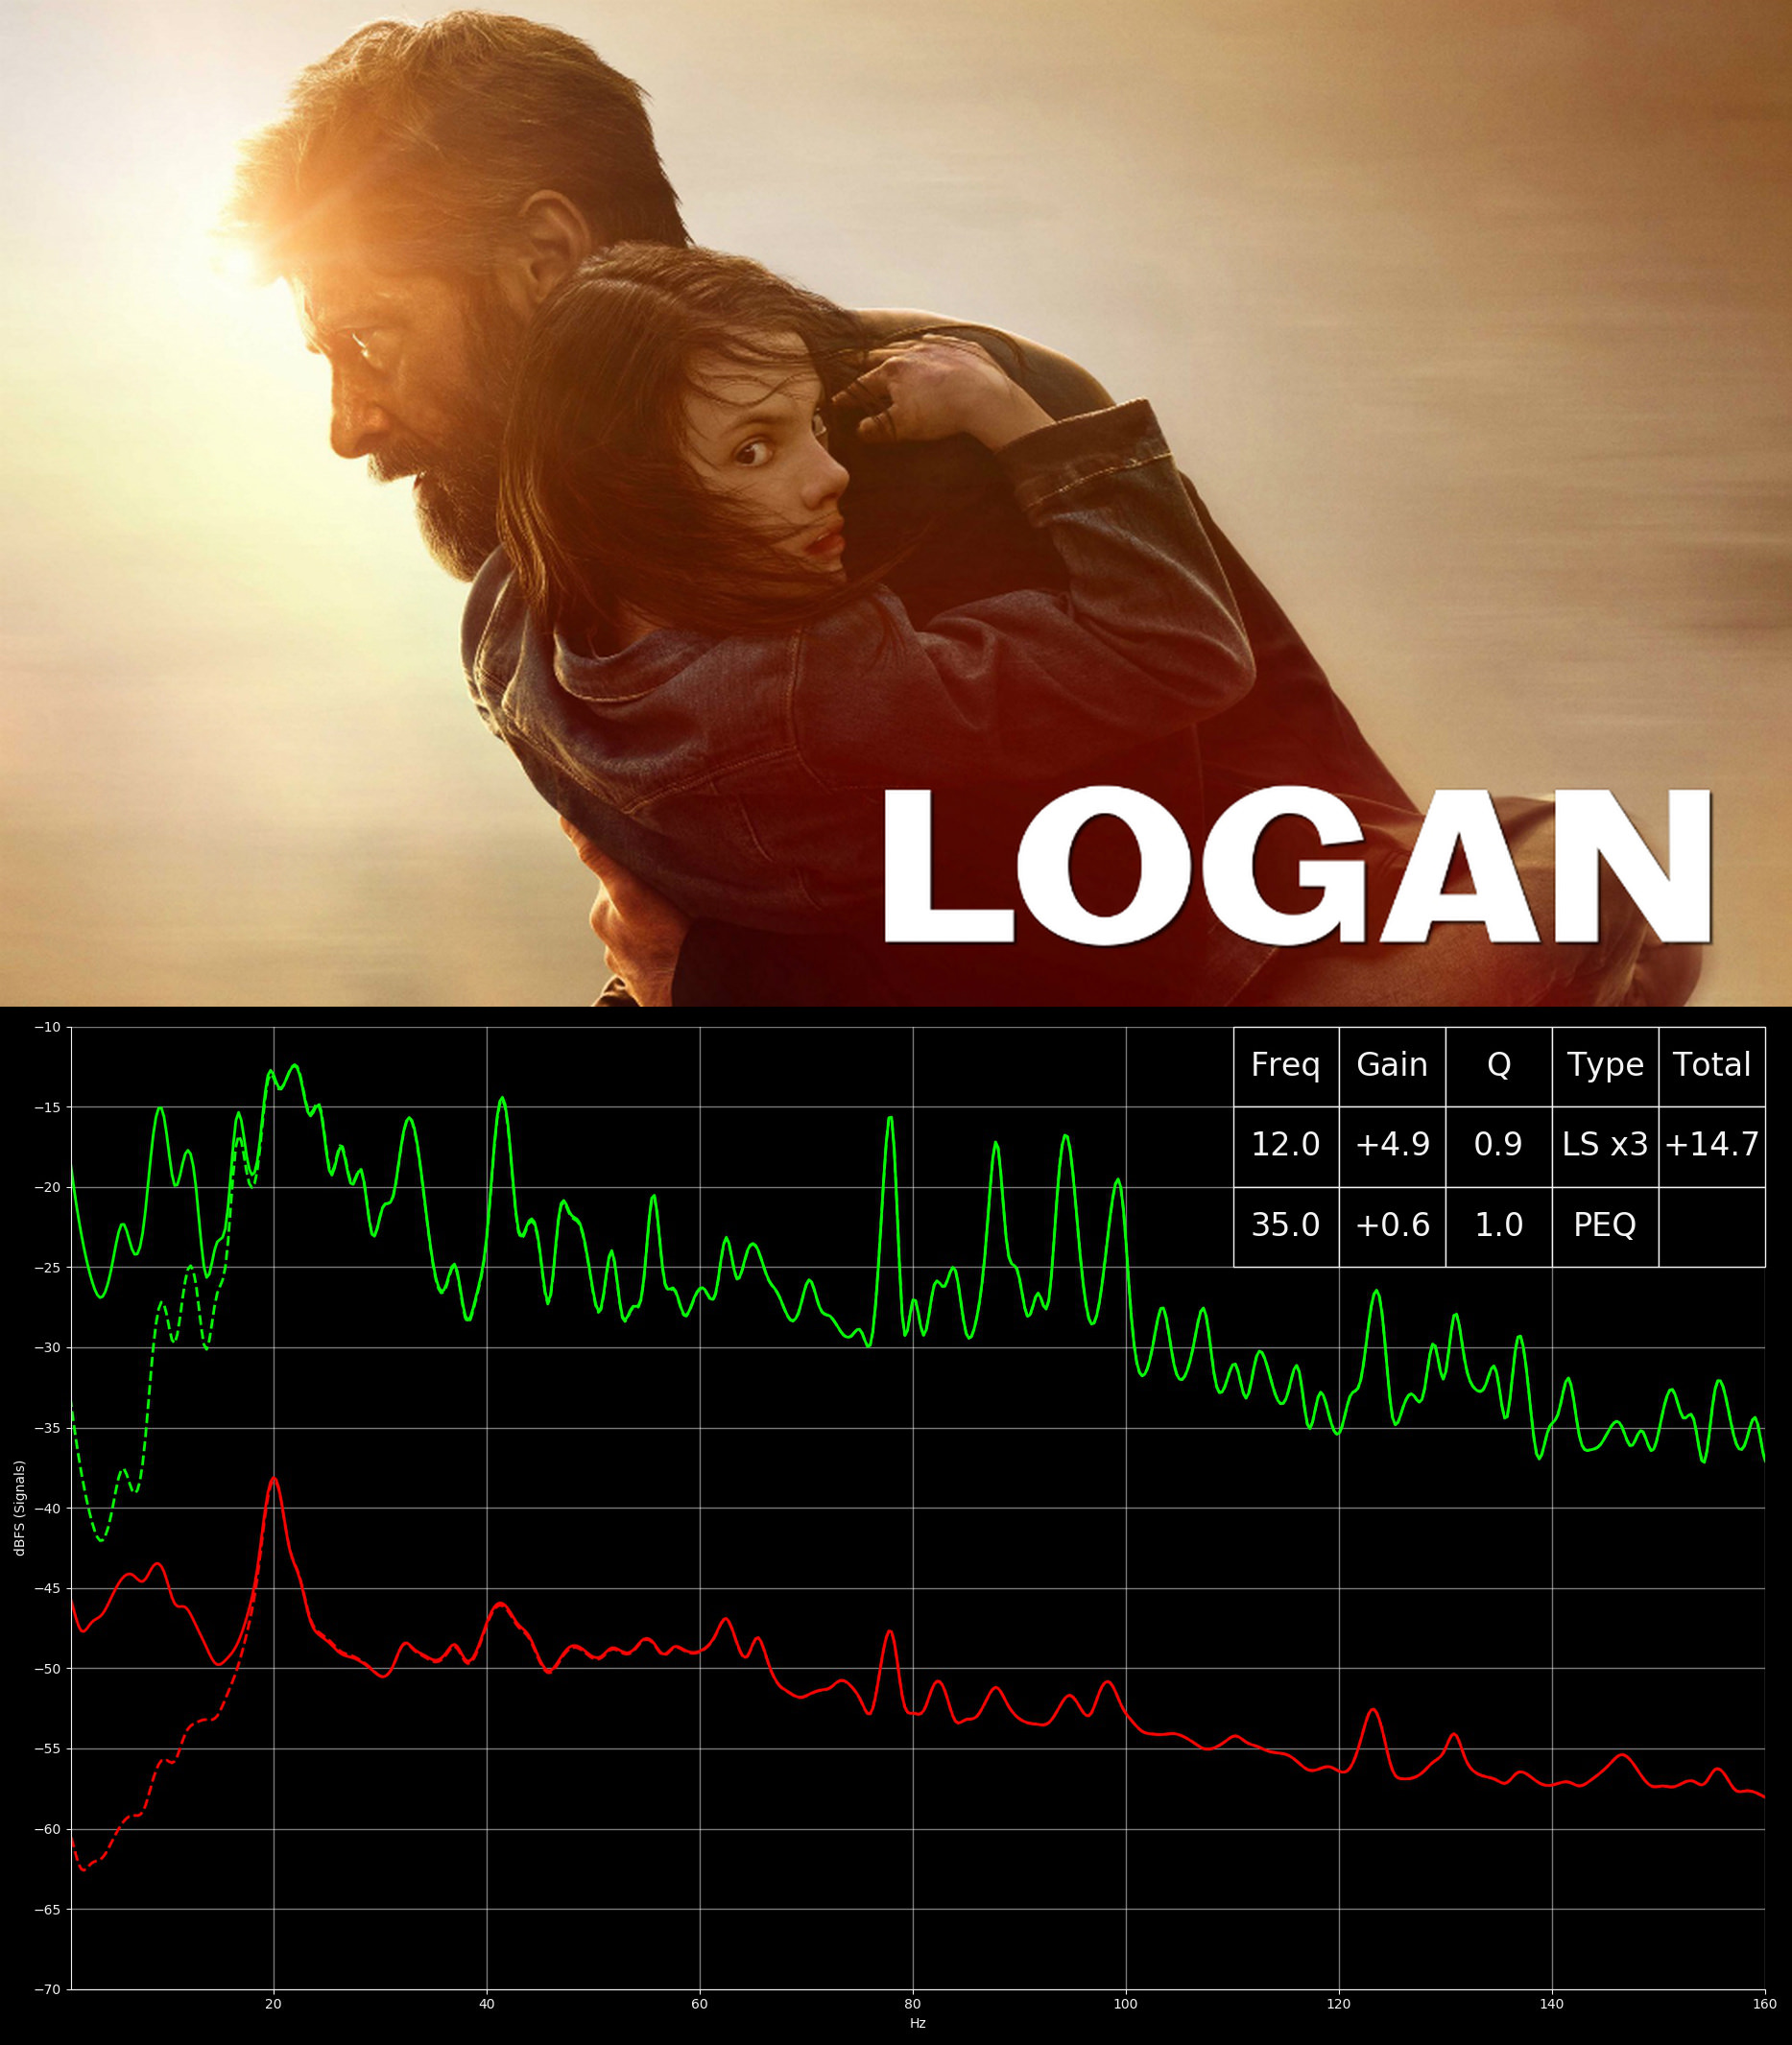 LOGAN
Freq Gain Q Type Total
12.0 +4.9 0.9 LS x3 +14.7
35.0 +0.6 1.0 PEQ
−10
−15
−20
−25
−30
−35
−40
−45
−50
−55
−60
−65
−70
dBFS (Signals)
20 40 60 80 100 120 140 160
Hz